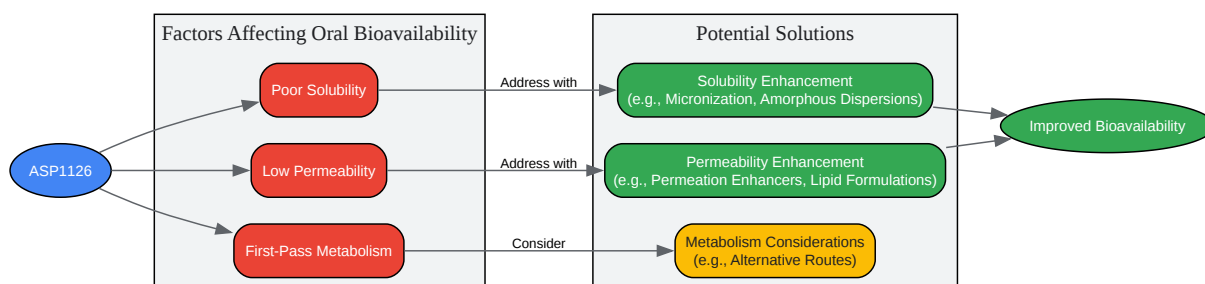 Factors Affecting Oral Bioavailability
Potential Solutions
Poor Solubility
Address with
Solubility Enhancement
(e.g., Micronization, Amorphous Dispersions)
Improved Bioavailability
ASP1126
Low Permeability
Address with
Permeability Enhancement
(e.g., Permeation Enhancers, Lipid Formulations)
First-Pass Metabolism
Consider
Metabolism Considerations
(e.g., Alternative Routes)